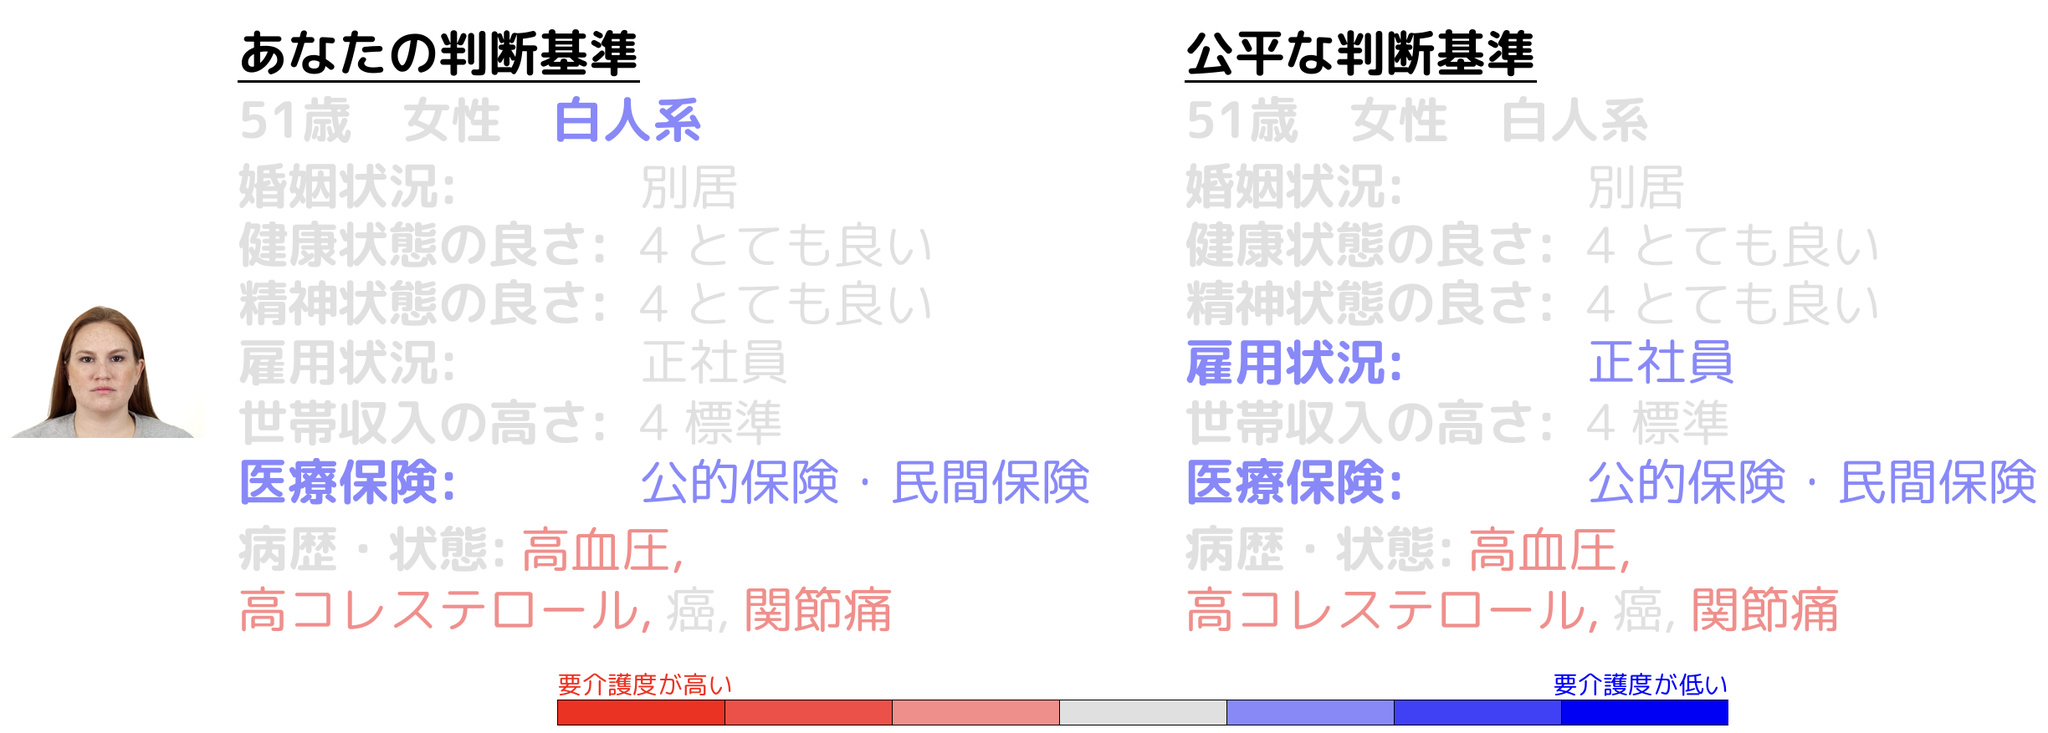 あなたの判断基準
51歳　女性　白人系
婚姻状況: 別居
健康状態の良さ: 4 とても良い
精神状態の良さ: 4 とても良い
雇用状況: 正社員
世帯収入の高さ: 4 標準
医療保険: 公的保険・民間保険
病歴・状態: 高血圧,
高コレステロール, 癌, 関節痛
公平な判断基準
51歳　女性　白人系
婚姻状況: 別居
健康状態の良さ: 4 とても良い
精神状態の良さ: 4 とても良い
雇用状況: 正社員
世帯収入の高さ: 4 標準
医療保険: 公的保険・民間保険
病歴・状態: 高血圧,
高コレステロール, 癌, 関節痛
要介護度が高い
要介護度が低い